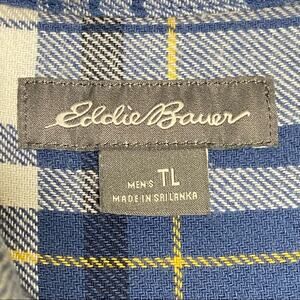 Eddie Bauer
MEN'S TL
MADE IN SRI LANKA